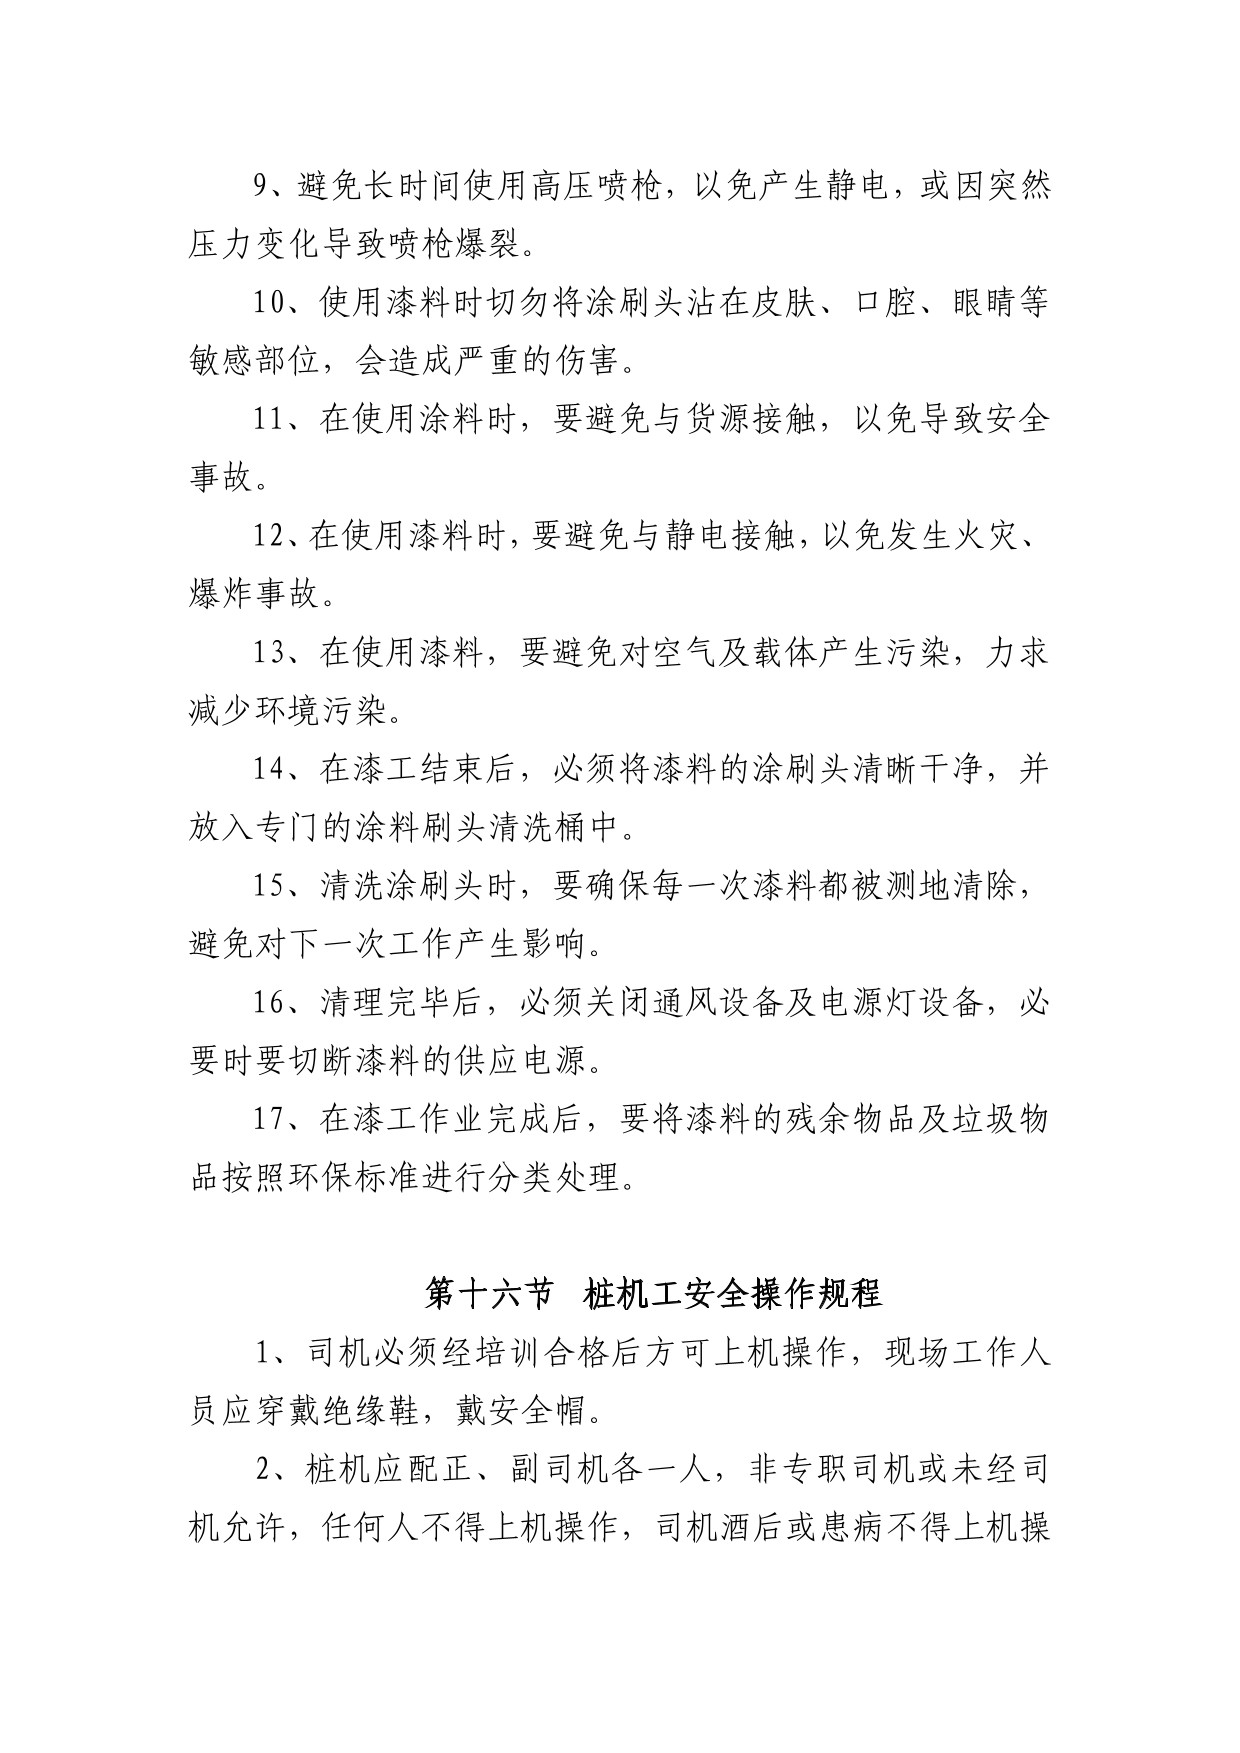 9、避免长时间使用高压喷枪，以免产生静电，或因突然
压力变化导致喷枪爆裂。
10、使用漆料时切勿将涂刷头沾在皮肤、口腔、眼睛等
敏感部位，会造成严重的伤害。
11、在使用涂料时，要避免与货源接触，以免导致安全
事故。
12、在使用漆料时，要避免与静电接触，以免发生火灾、
爆炸事故。
13、在使用漆料，要避免对空气及载体产生污染，力求
减少环境污染。
14、在漆工结束后，必须将漆料的涂刷头清晰干净，并
放入专门的涂料刷头清洗桶中。
15、清洗涂刷头时，要确保每一次漆料都被测地清除，
避免对下一次工作产生影响。
16、清理完毕后，必须关闭通风设备及电源灯设备，必
要时要切断漆料的供应电源。
17、在漆工作业完成后，要将漆料的残余物品及垃圾物
品按照环保标准进行分类处理。
第十六节 桩机工安全操作规程
1、司机必须经培训合格后方可上机操作，现场工作人
员应穿戴绝缘鞋，戴安全帽。
2、桩机应配正、副司机各一人，非专职司机或未经司
机允许，任何人不得上机操作，司机酒后或患病不得上机操